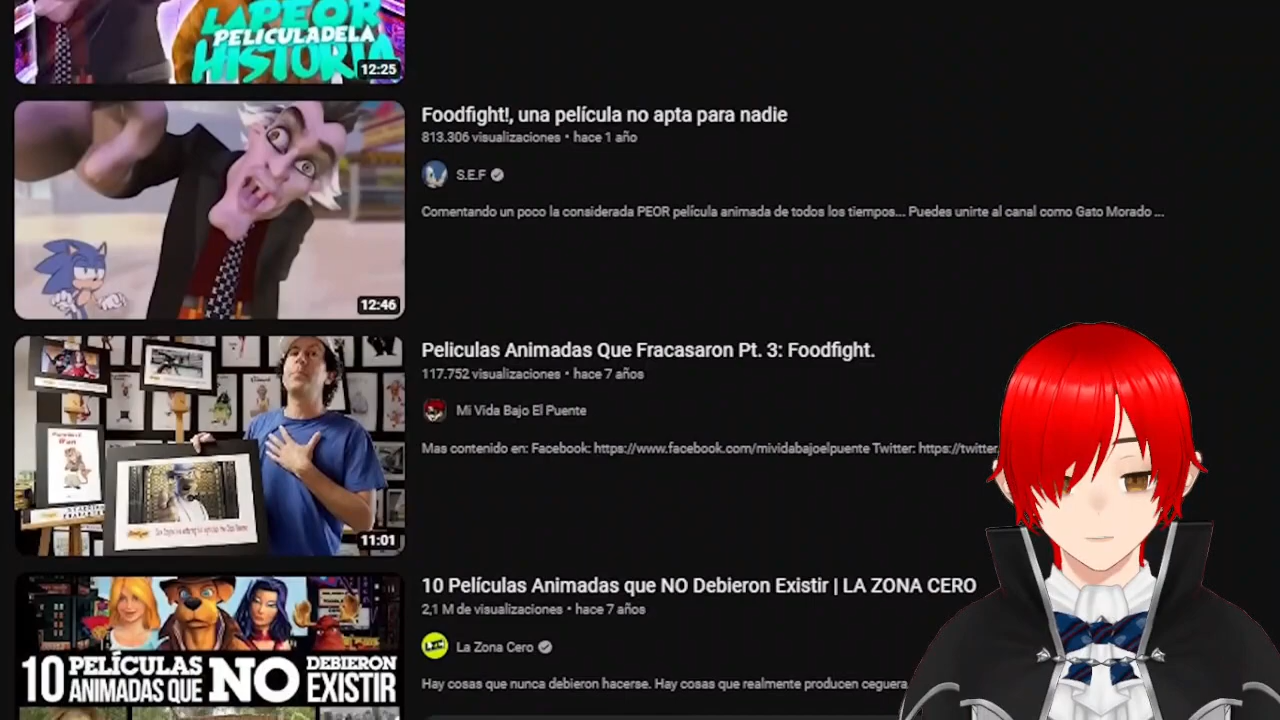 LA PEOR
PELICULA DE LA
HISTORIA
12:25
Foodfight!, una película no apta para nadie
813.306 visualizaciones • hace 1 año
S.E.F
Comentando un poco la considerada PEOR película animada de todos los tiempos... Puedes unirte al canal como Gato Morado ...
12:46
Peliculas Animadas Que Fracasaron Pt. 3: Foodfight.
117.752 visualizaciones • hace 7 años
Mi Vida Bajo El Puente
Mas contenido en: Facebook: https://www.facebook.com/mividabajoelpuente Twitter: https://twitter
11:01
10 Películas Animadas que NO Debieron Existir | LA ZONA CERO
2,1 M de visualizaciones • hace 7 años
La Zona Cero
Hay cosas que nunca debieron hacerse. Hay cosas que realmente producen ceguera
10 PELÍCULAS ANIMADAS QUE NO DEBIERON EXISTIR